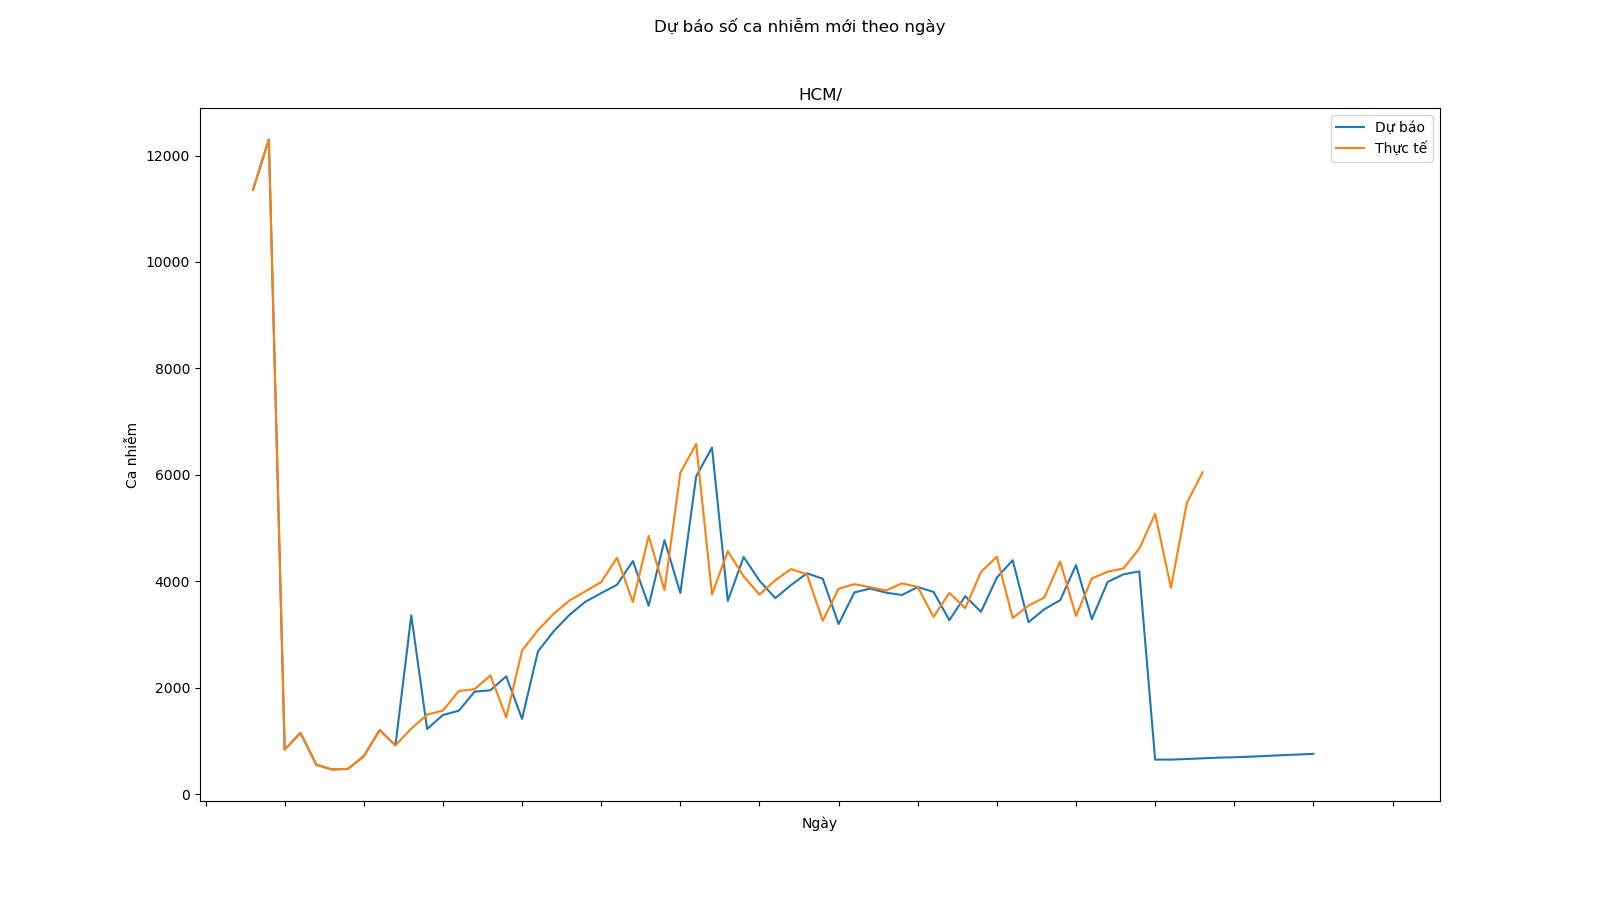 Dự báo số ca nhiễm mới theo ngày
HCM/
Dự báo
Thực tế
12000
10000
8000
6000
4000
2000
0
Ca nhiễm
Ngày